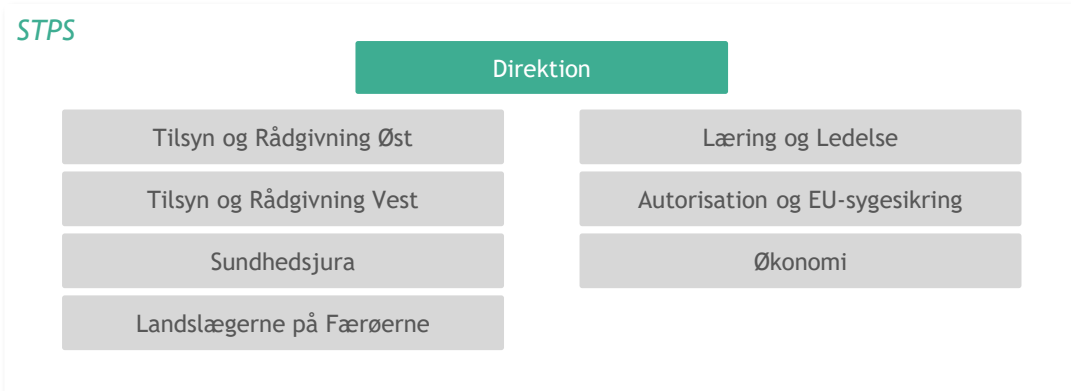 STPS
Direktion
Tilsyn og Rådgivning Øst
Tilsyn og Rådgivning Vest
Sundhedsjura
Landslægerne på Færøerne
Læring og Ledelse
Autorisation og EU-sygesikring
Økonomi